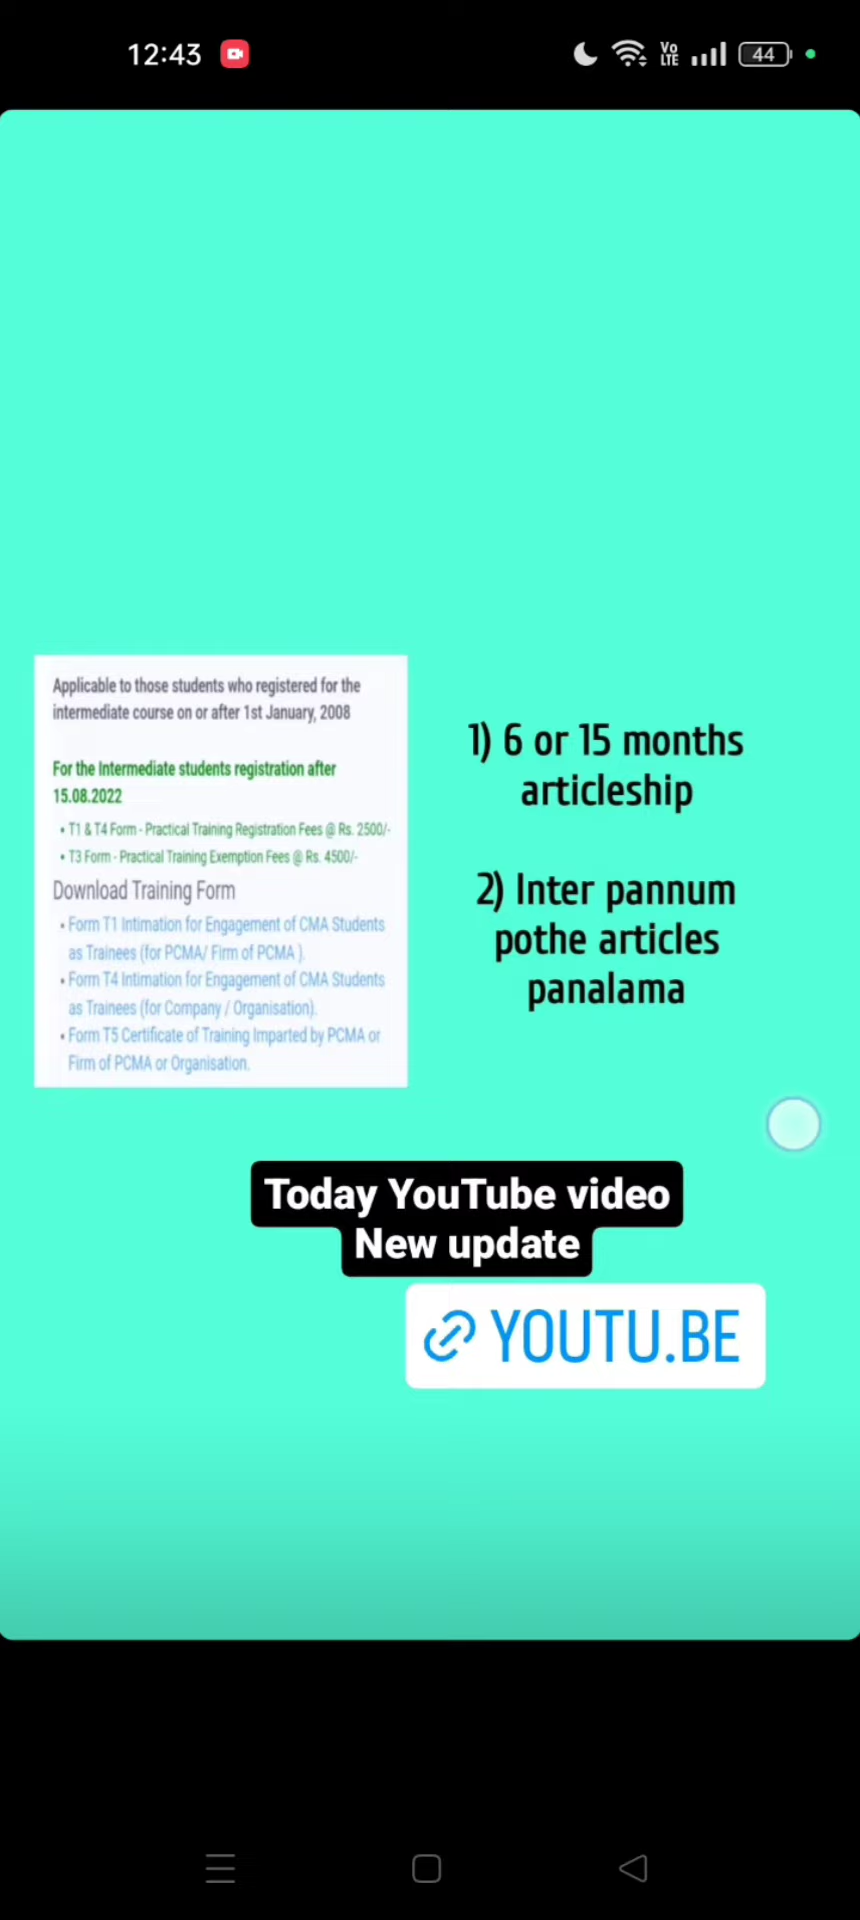 12:43
Vo
LTE
44
Applicable to those students who registered for the
intermediate course on or after 1st January, 2008
For the Intermediate students registration after
15.08.2022
• T1 & T4 Form - Practical Training Registration Fees @ Rs. 2500/-
• T3 Form - Practical Training Exemption Fees @ Rs. 4500/-
Download Training Form
• Form T1 Intimation for Engagement of CMA Students
as Trainees (for PCMA/ Firm of PCMA ).
• Form T4 Intimation for Engagement of CMA Students
as Trainees (for Company / Organisation).
• Form T5 Certificate of Training Imparted by PCMA or
Firm of PCMA or Organisation.
1) 6 or 15 months
articleship
2) Inter pannum
pothe articles
panalama
Today YouTube video
New update
YOUTU.BE